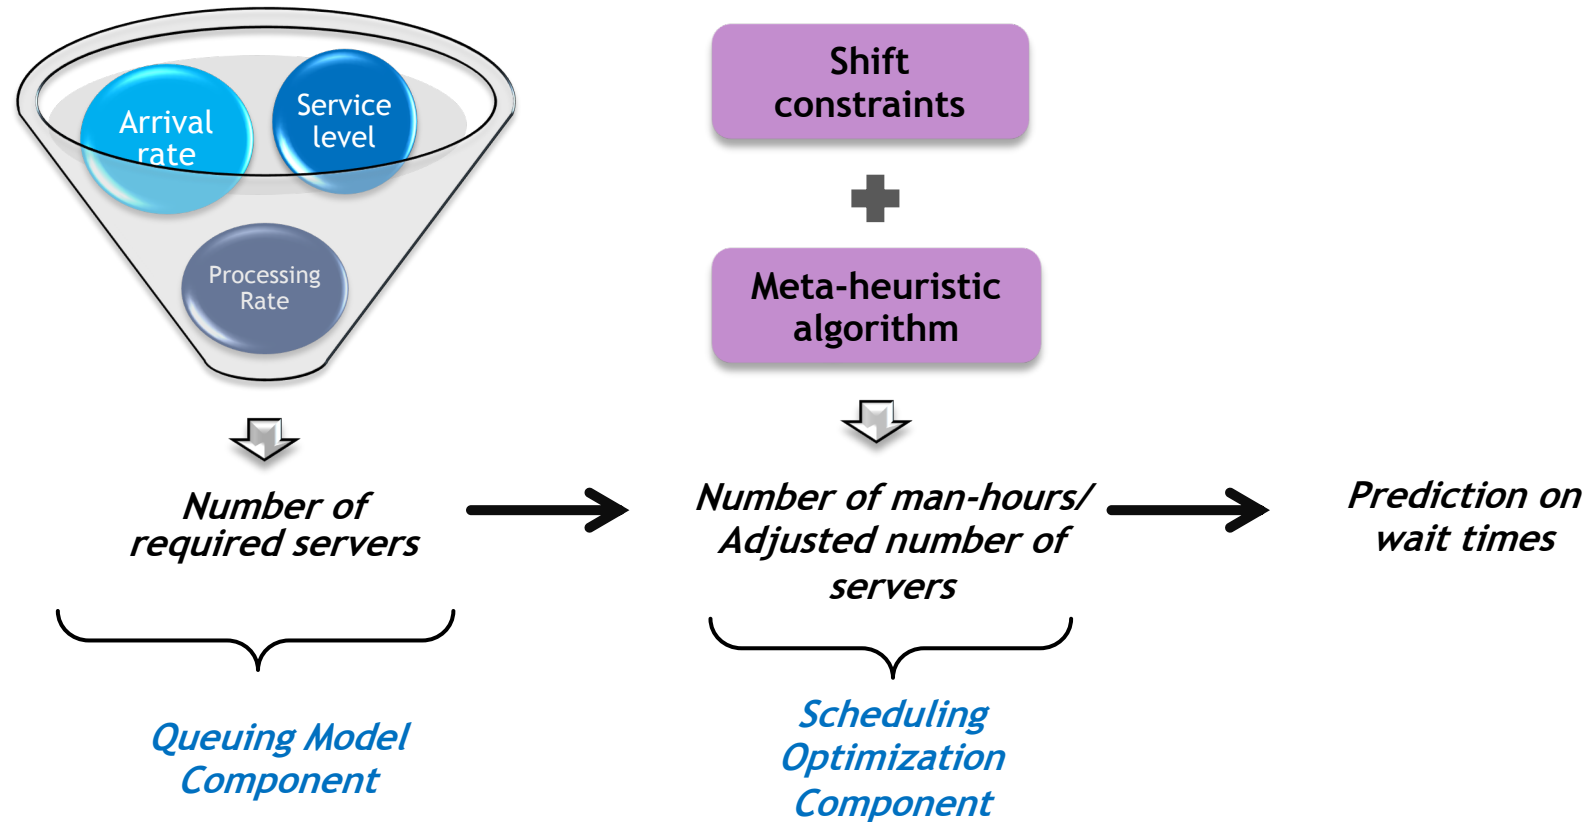 Arrival
rate
Service
level
Processing
Rate
Number of
required servers
Queuing Model
Component
Shift
constraints
Meta-heuristic
algorithm
Number of man-hours/
Adjusted number of
servers
Scheduling
Optimization
Component
Prediction on
wait times